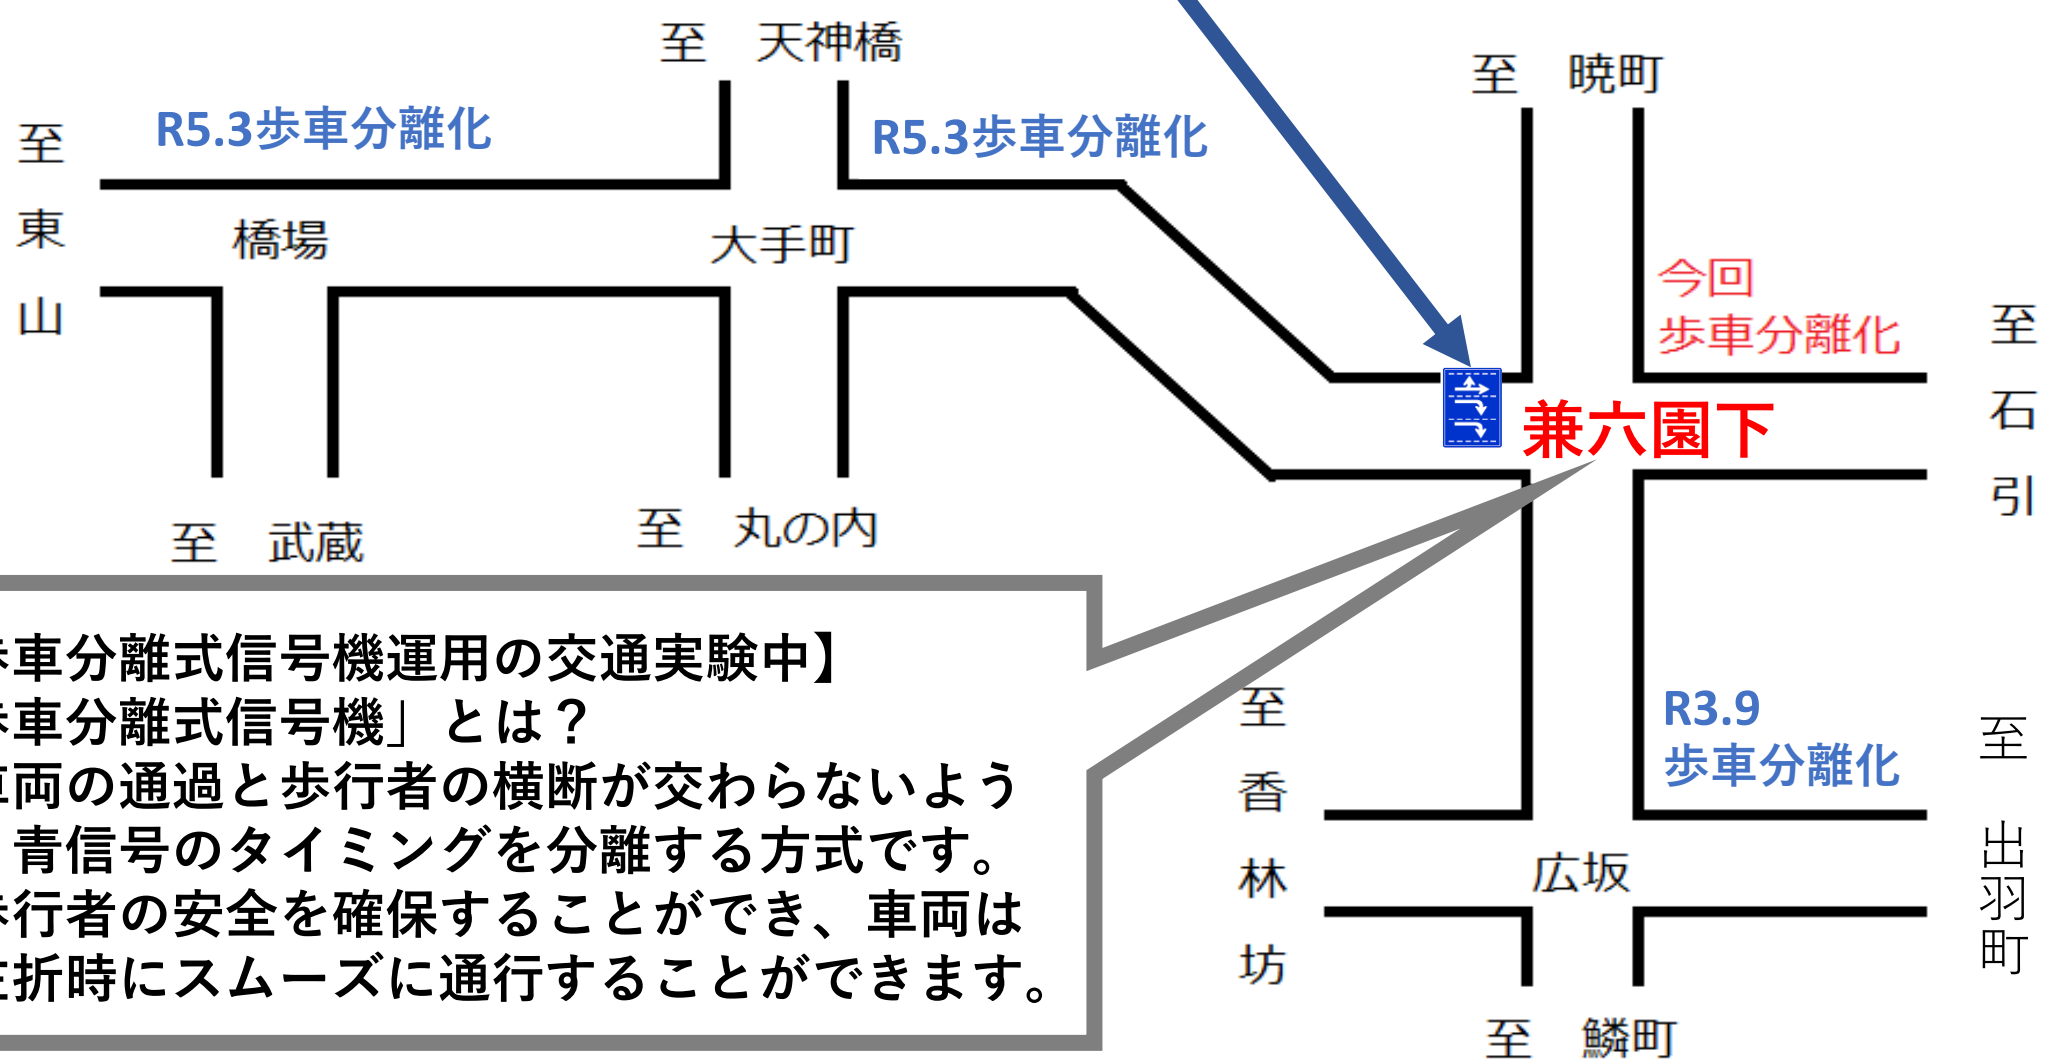 至 天神橋
至 暁町
R5.3歩車分離化
R5.3歩車分離化
至東山
橋場
大手町
今回
歩車分離化
至石引
兼六園下
至 武蔵
至 丸の内
車分離式信号機運用の交通実験中】
車分離式信号機」とは？
両の通過と歩行者の横断が交わらないよう
青信号のタイミングを分離する方式です。
行者の安全を確保することができ、車両は
折時にスムーズに通行することができます。
至香林坊
R3.9
歩車分離化
至 出羽町
広坂
至 鱗町